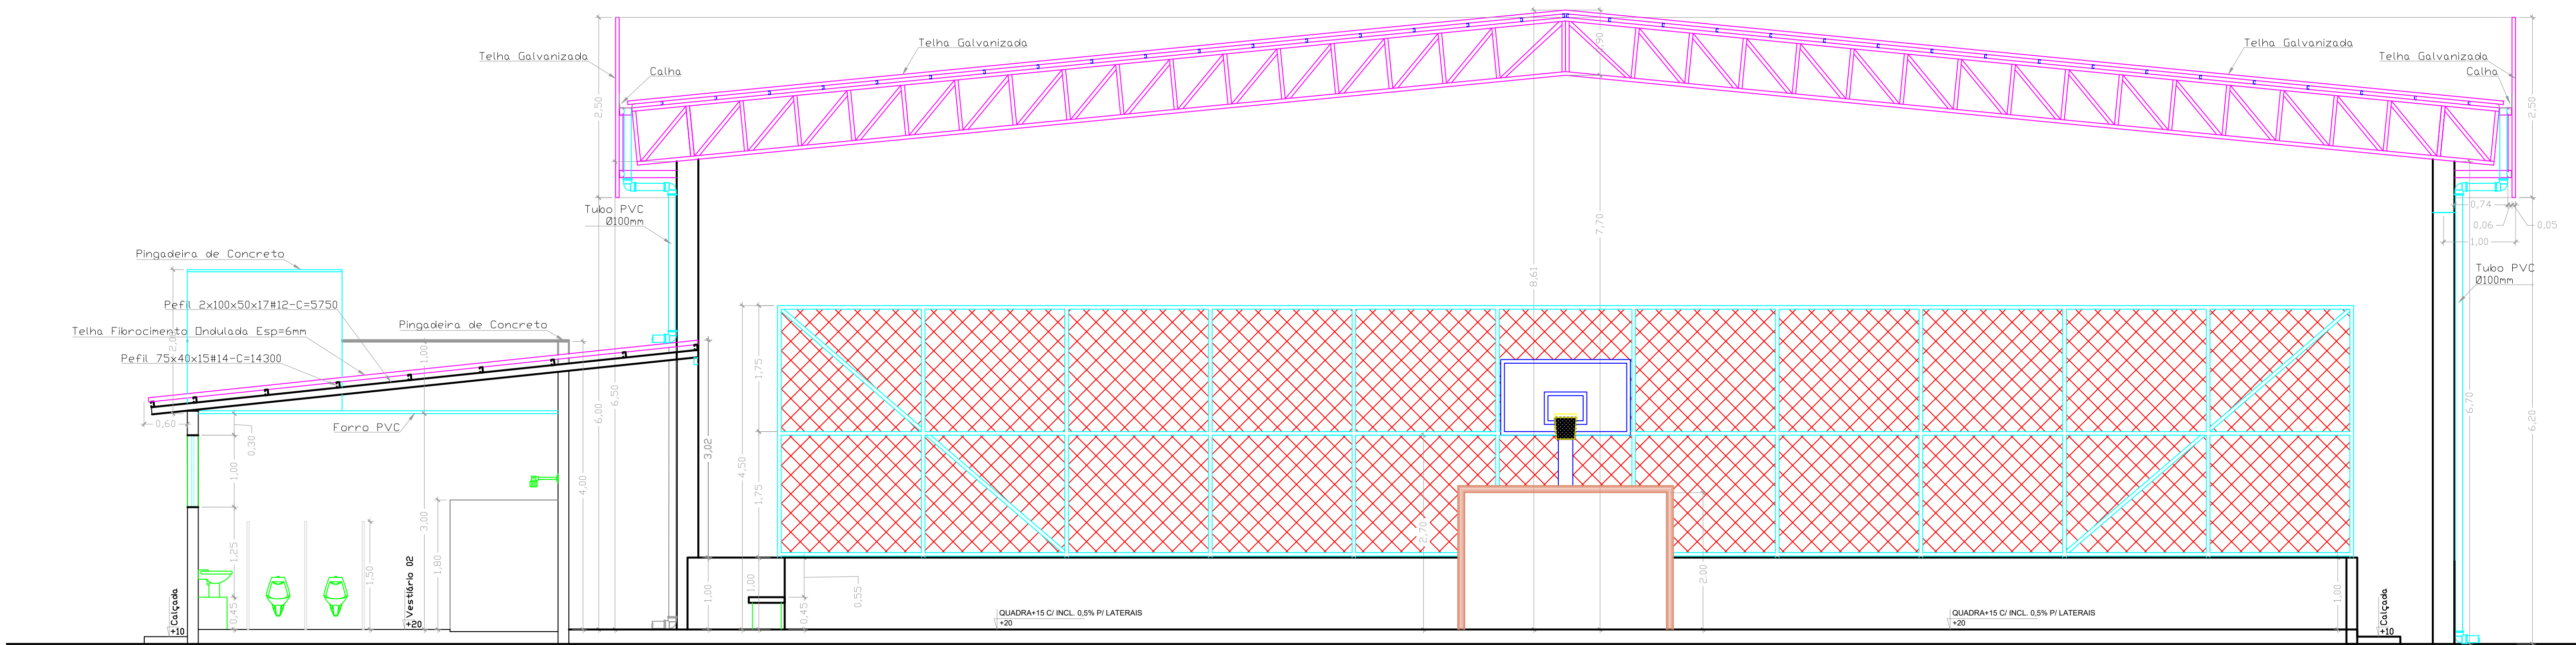 Telha Galvanizada
Calha
Telha Galvanizada
Telha Galvanizada
Telha Galvanizada
Calha
2,50
,90
2,50
Tubo PVC
Ø100mm
7,70
8,61
0,74
0,06
0,05
1,00
Tubo PVC
Ø100mm
Pingadeira de Concreto
Pefil 2x100x50x17#12-C=5750
Telha Fibrocimento Ondulada Esp=6mm
Pefil 75x40x15#14-C=14300
Pingadeira de Concreto
1,00
0,60
Forro PVC
0,30
1,00
1,25
0,45
1,50
1,80
3,00
4,00
6,00
6,50
3,02
1,00
4,50
1,75
1,75
1,00
0,45
0,55
2,70
2,00
1,00
6,70
6,20
Calçada
+10
Vestiário 02
+20
QUADRA+15 C/ INCL. 0,5% P/ LATERAIS
+20
QUADRA+15 C/ INCL. 0,5% P/ LATERAIS
+20
Calçada
+10